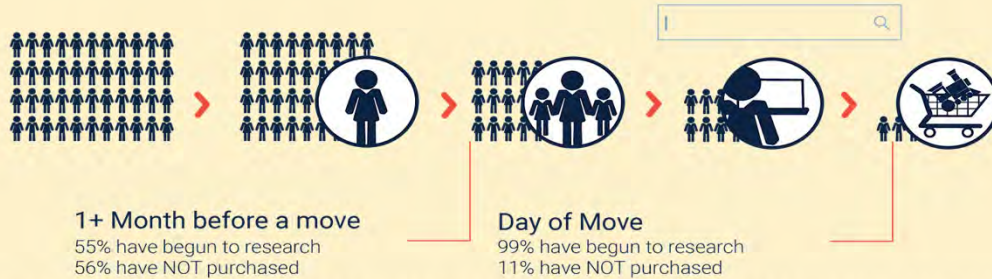 1+ Month before a move
55% have begun to research
56% have NOT purchased
Day of Move
99% have begun to research
11% have NOT purchased